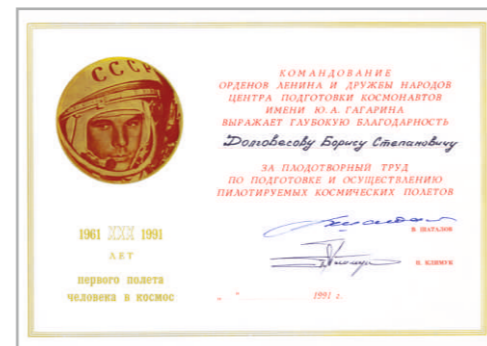 СССР
1961 XXX 1991
ЛЕТ
первого полета
человека в космос
КОМАНДОВАНИЕ
ОРДЕНОВ ЛЕНИНА И ДРУЖБЫ НАРОДОВ
ЦЕНТРА ПОДГОТОВКИ КОСМОНАВТОВ
ИМЕНИ Ю. А. ГАГАРИНА
ВЫРАЖАЕТ ГЛУБОКУЮ БЛАГОДАРНОСТЬ
Долговесову Борису Степановичу
ЗА ПЛОДОТВОРНЫЙ ТРУД
ПО ПОДГОТОВКЕ И ОСУЩЕСТВЛЕНИЮ
ПИЛОТИРУЕМЫХ КОСМИЧЕСКИХ ПОЛЕТОВ
В. ШАТАЛОВ
П. КЛИМУК
" " 1991 г.